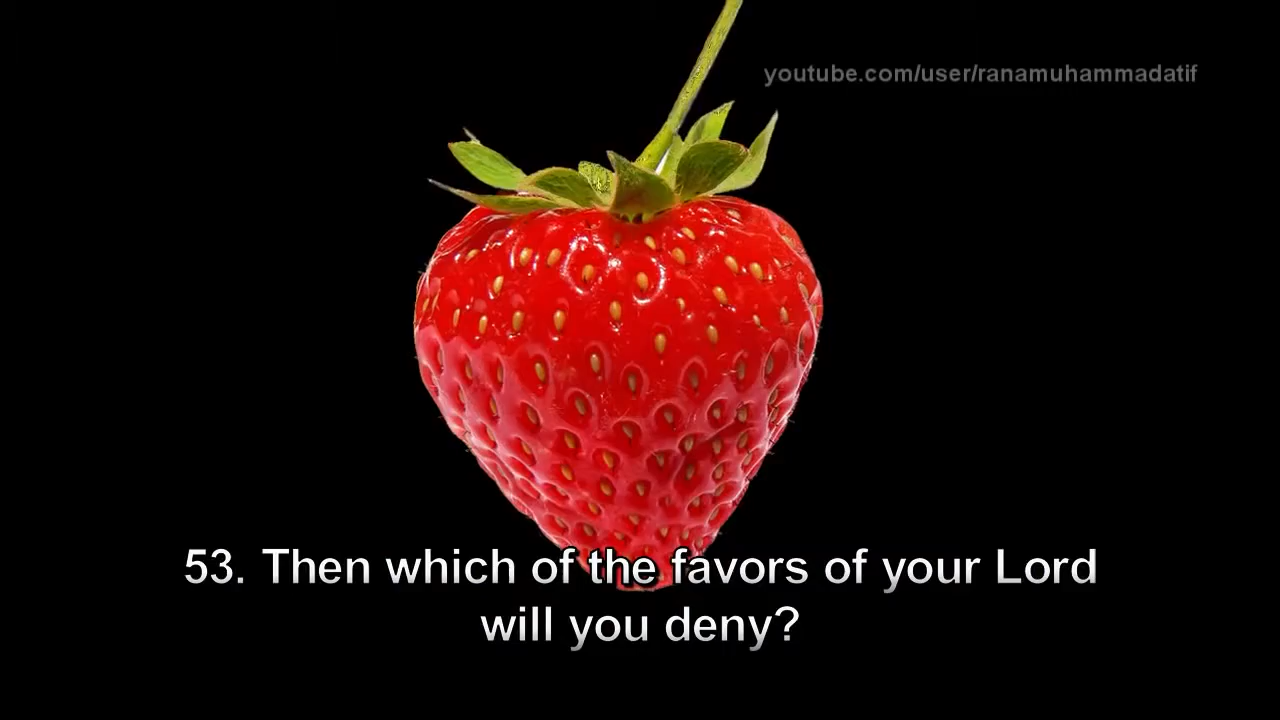 youtube.com/user/ranamuhammadatif
53. Then which of the favors of your Lord
will you deny?